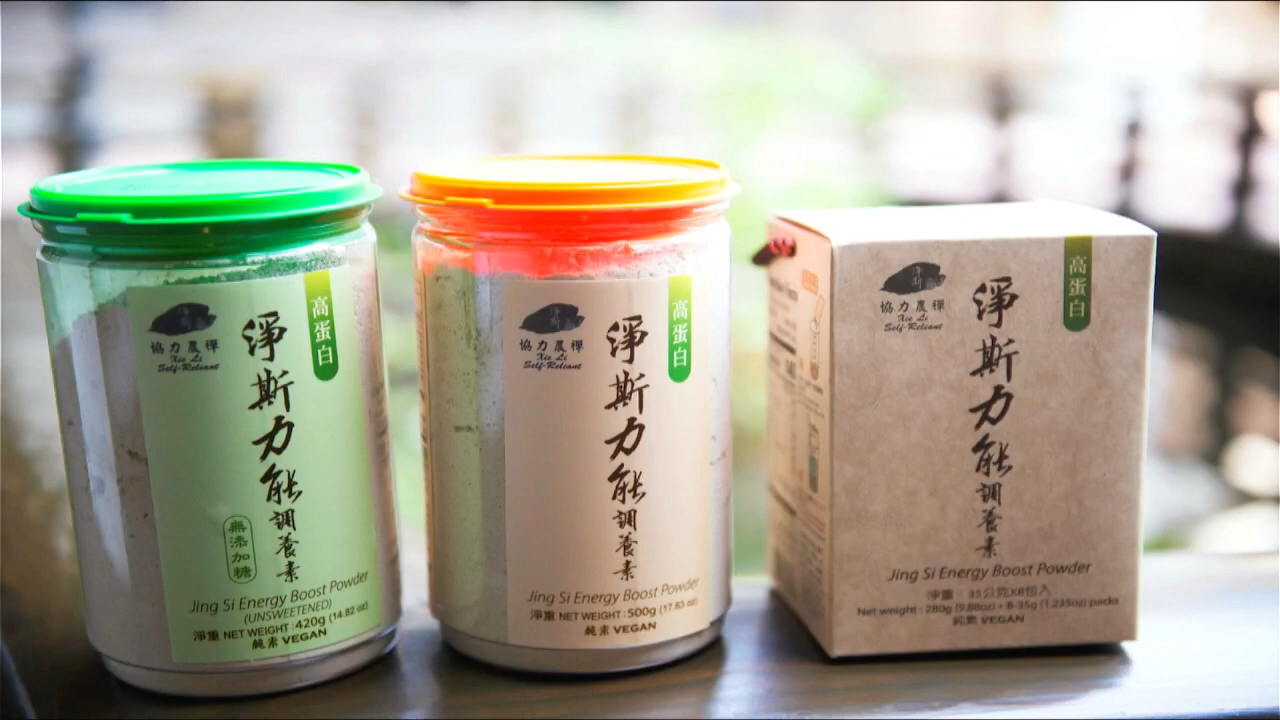 淨斯
協力農禪
Xie Li
Self-Reliant
高蛋白
淨斯力能調養素
無添加糖
Jing Si Energy Boost Powder
(UNSWEETENED)
淨重 NET WEIGHT : 420g (14.82 oz)
純素 VEGAN
淨斯
協力農禪
Xie Li
Self-Reliant
高蛋白
淨斯力能調養素
Jing Si Energy Boost Powder
淨重 NET WEIGHT : 500g (17.63 oz)
純素 VEGAN
淨斯
協力農禪
Xie Li
Self-Reliant
高蛋白
淨斯力能調養素
Jing Si Energy Boost Powder
淨重 : 35公克X8包入
Net weight : 280g (9.88oz) • 8-35g (1.235oz) packs
純素 VEGAN